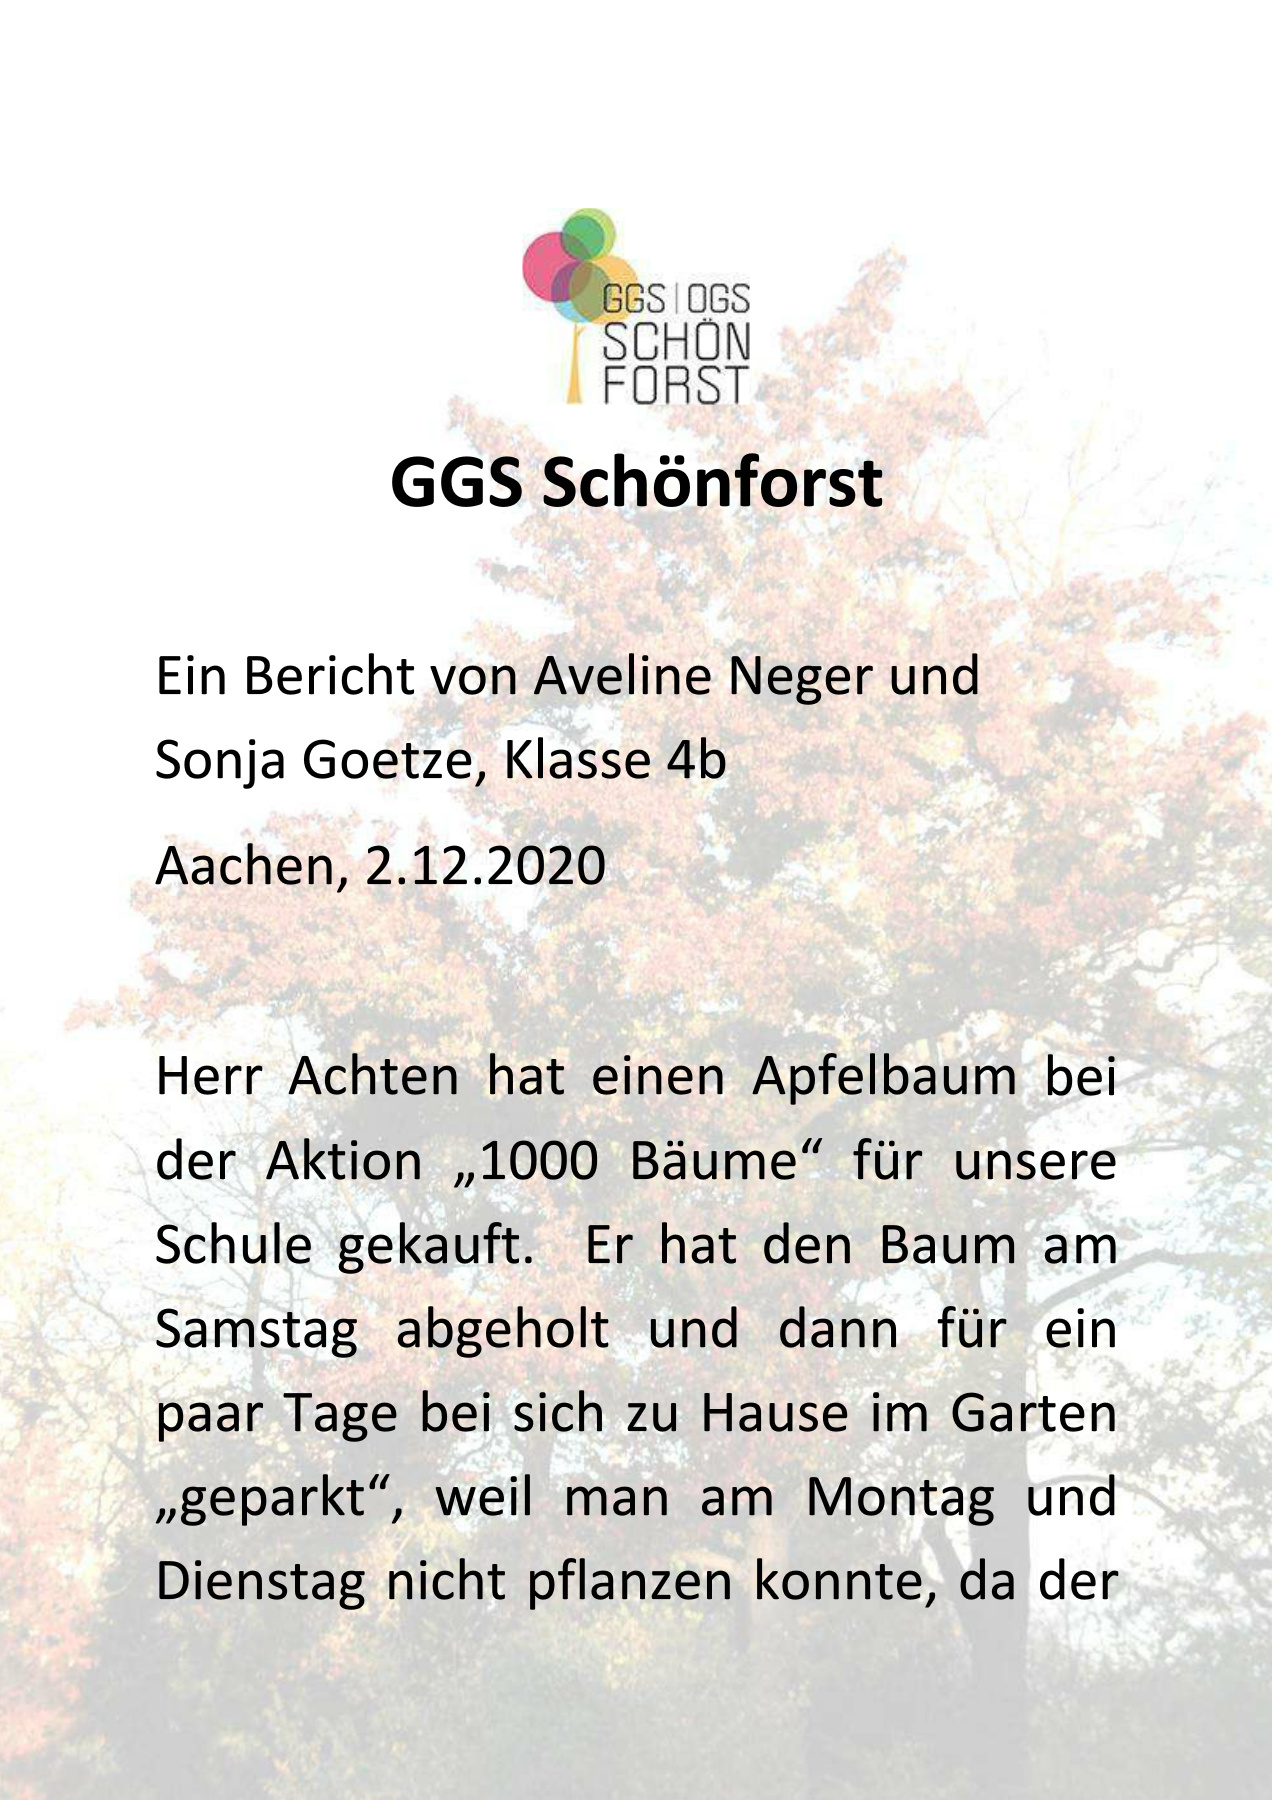 GGS|OGS
SCHÖN
FORST
GGS Schönforst
Ein Bericht von Aveline Neger und
Sonja Goetze, Klasse 4b
Aachen, 2.12.2020
Herr Achten hat einen Apfelbaum bei
der Aktion „1000 Bäume“ für unsere
Schule gekauft. Er hat den Baum am
Samstag abgeholt und dann für ein
paar Tage bei sich zu Hause im Garten
„geparkt“, weil man am Montag und
Dienstag nicht pflanzen konnte, da der